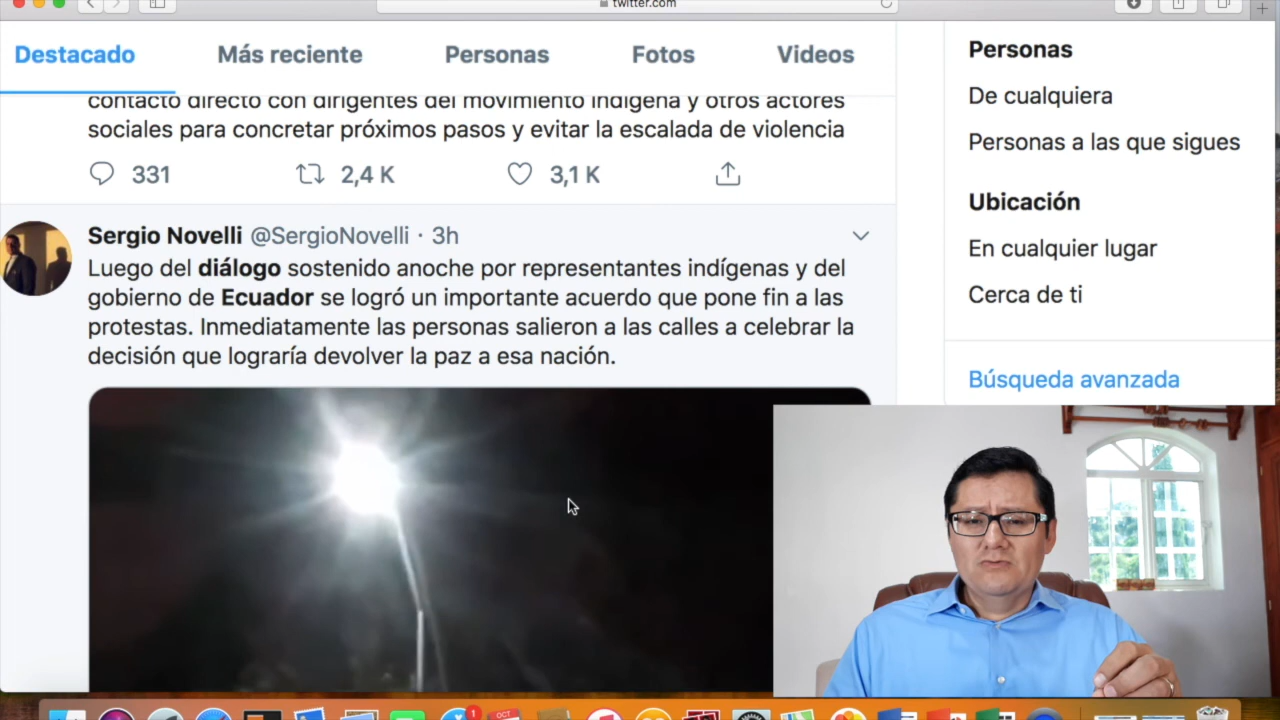 twitter.com
Destacado Más reciente Personas Fotos Videos
contacto directo con dirigentes del movimiento indígena y otros actores
sociales para concretar próximos pasos y evitar la escalada de violencia
331 2,4 K 3,1 K
Sergio Novelli @SergioNovelli · 3h
Luego del diálogo sostenido anoche por representantes indígenas y del
gobierno de Ecuador se logró un importante acuerdo que pone fin a las
protestas. Inmediatamente las personas salieron a las calles a celebrar la
decisión que lograría devolver la paz a esa nación.
Personas
De cualquiera
Personas a las que sigues
Ubicación
En cualquier lugar
Cerca de ti
Búsqueda avanzada
1
OCT